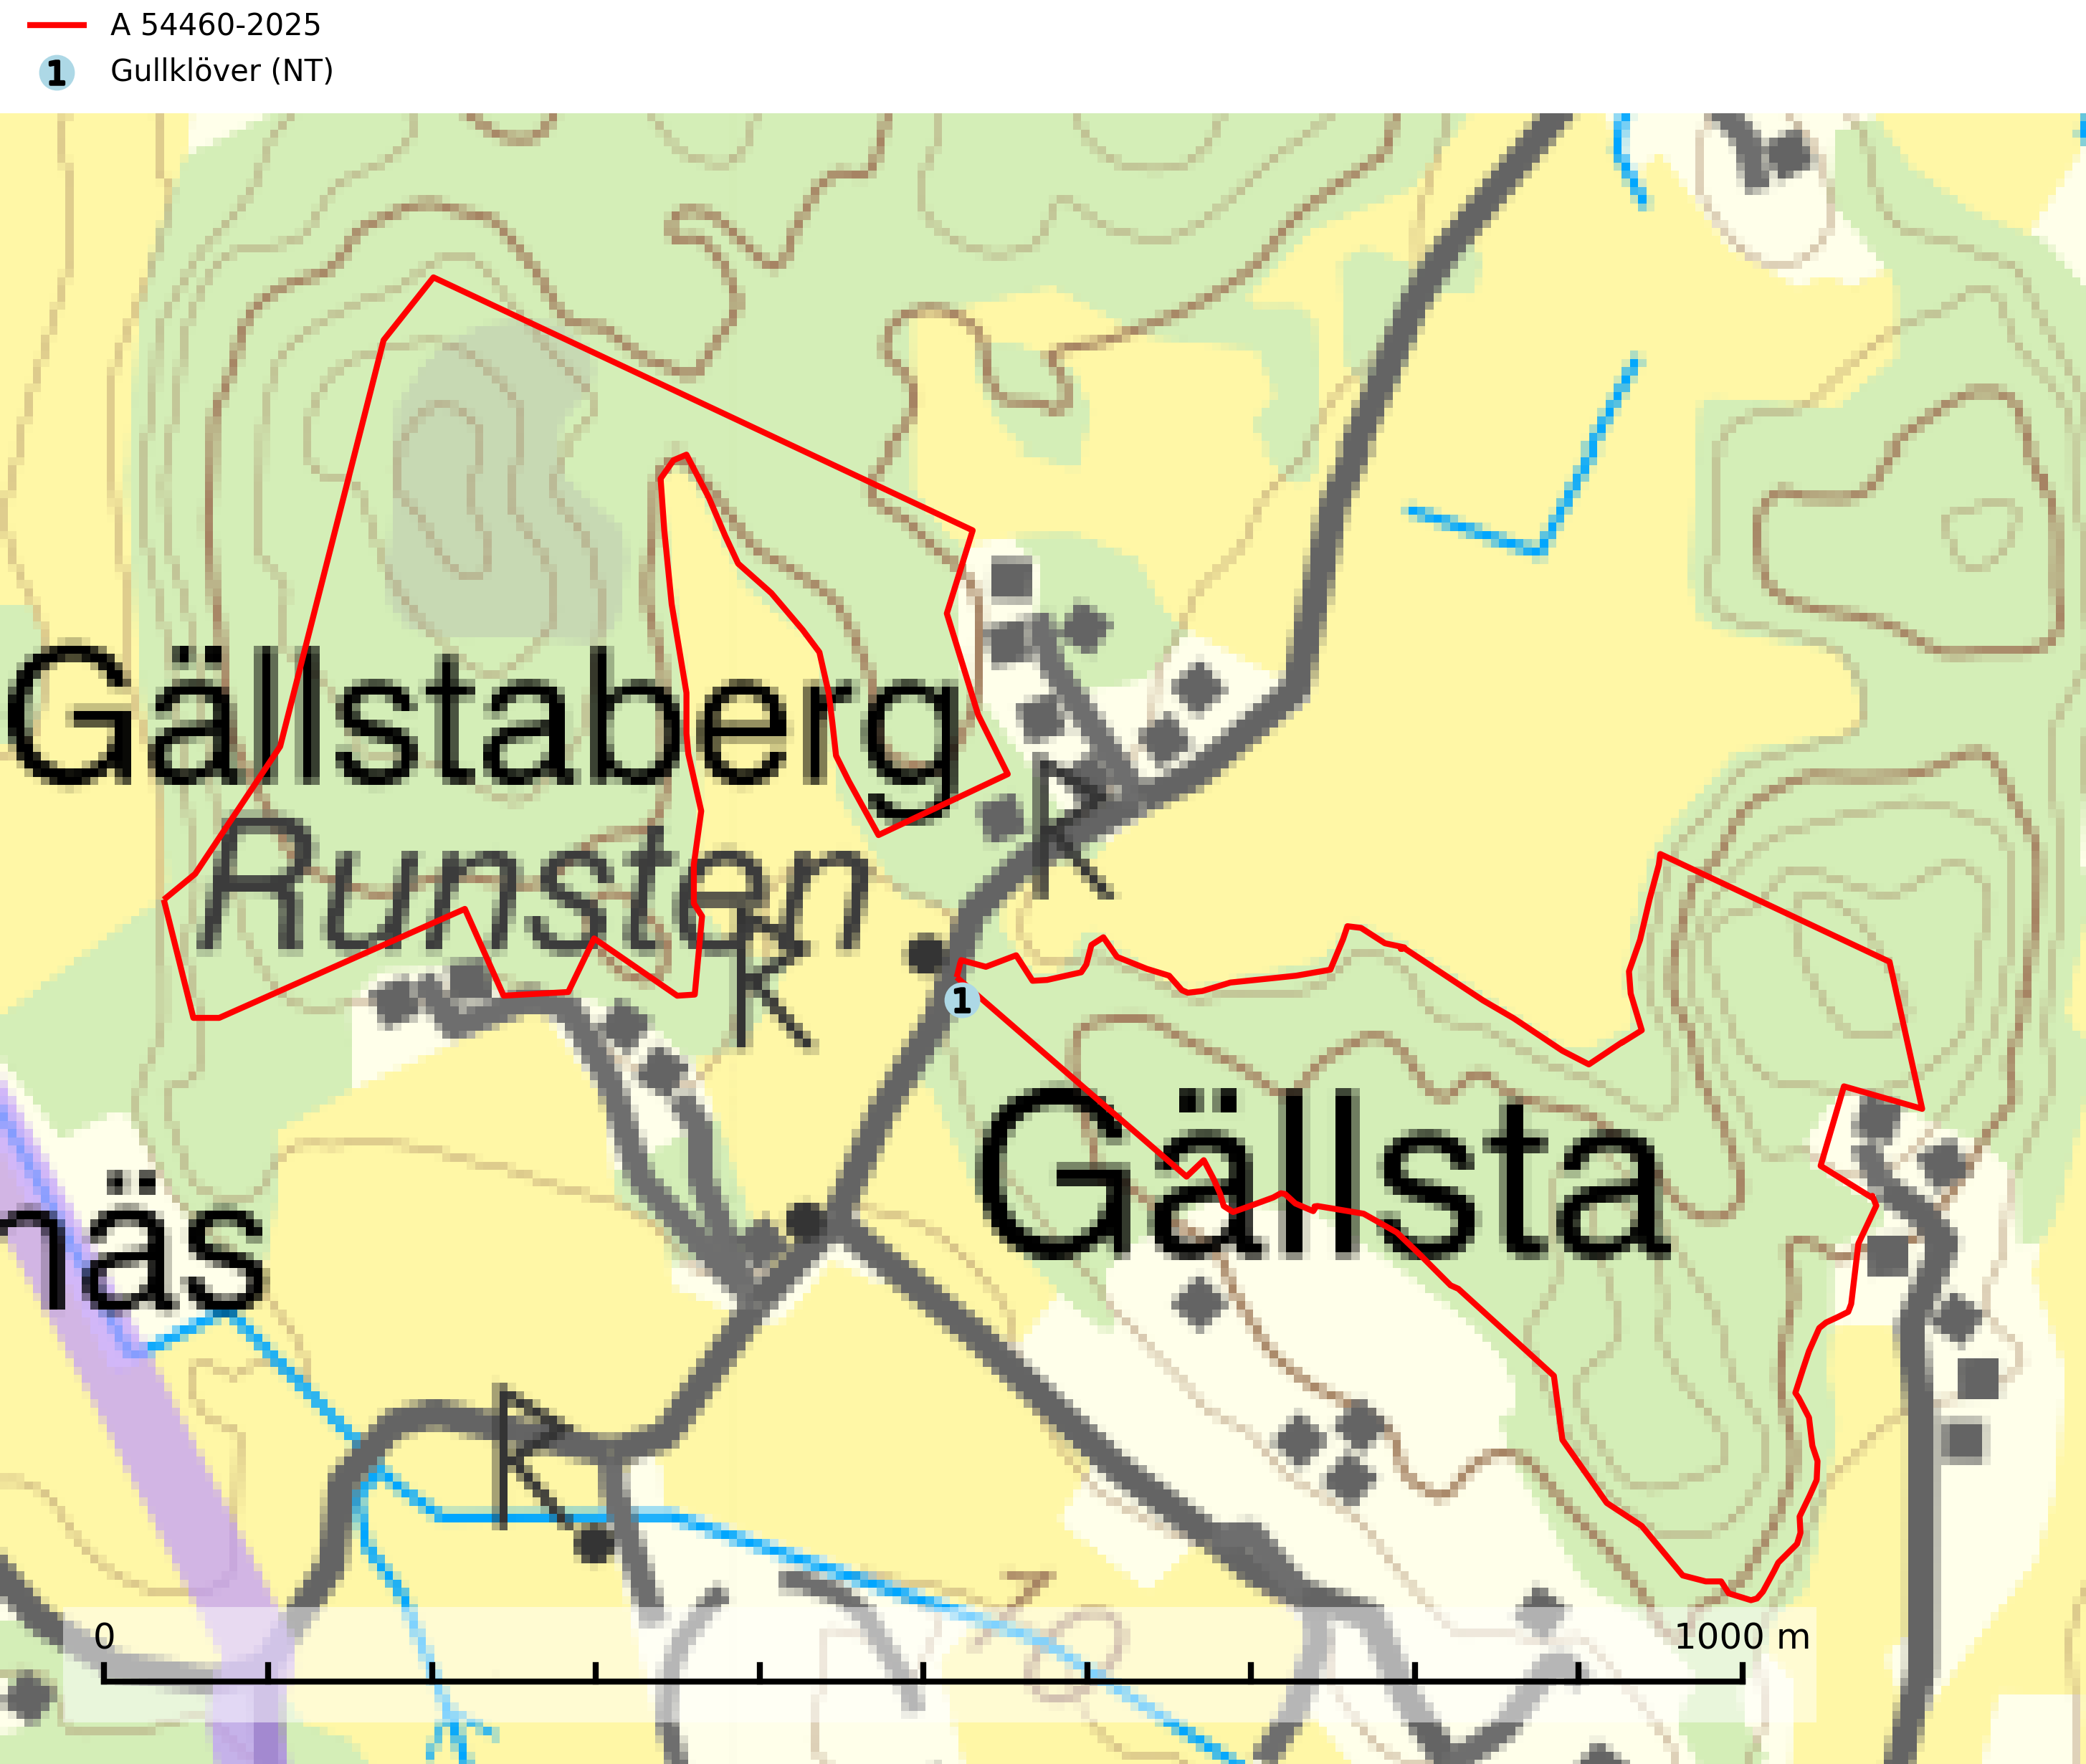 A 54460-2025
1 Gullklöver (NT)
Gällstaberg
R
Runsten
R
1
Gällsta
näs
R
0 1000 m